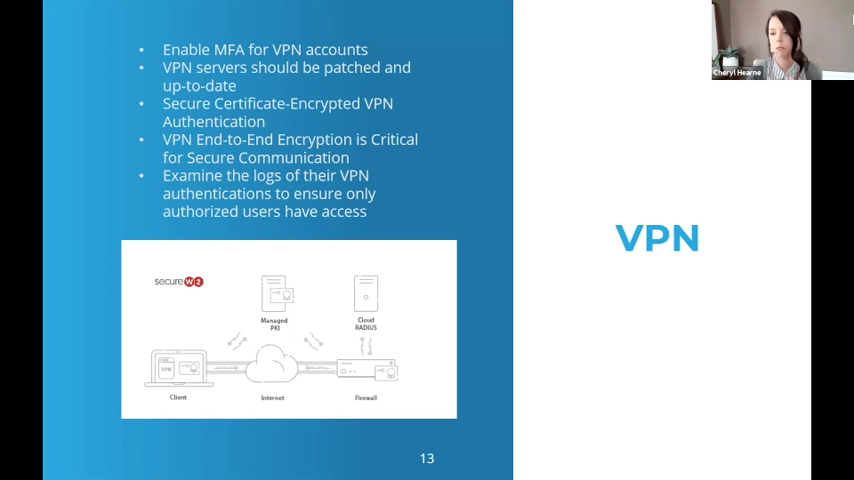 • Enable MFA for VPN accounts
• VPN servers should be patched and
up-to-date
• Secure Certificate-Encrypted VPN
Authentication
• VPN End-to-End Encryption is Critical
for Secure Communication
• Examine the logs of their VPN
authentications to ensure only
authorized users have access
secureW2
Managed
PKI
Cloud
RADIUS
VPN
Client
Internet
Firewall
13
VPN
Cheryl Hearne